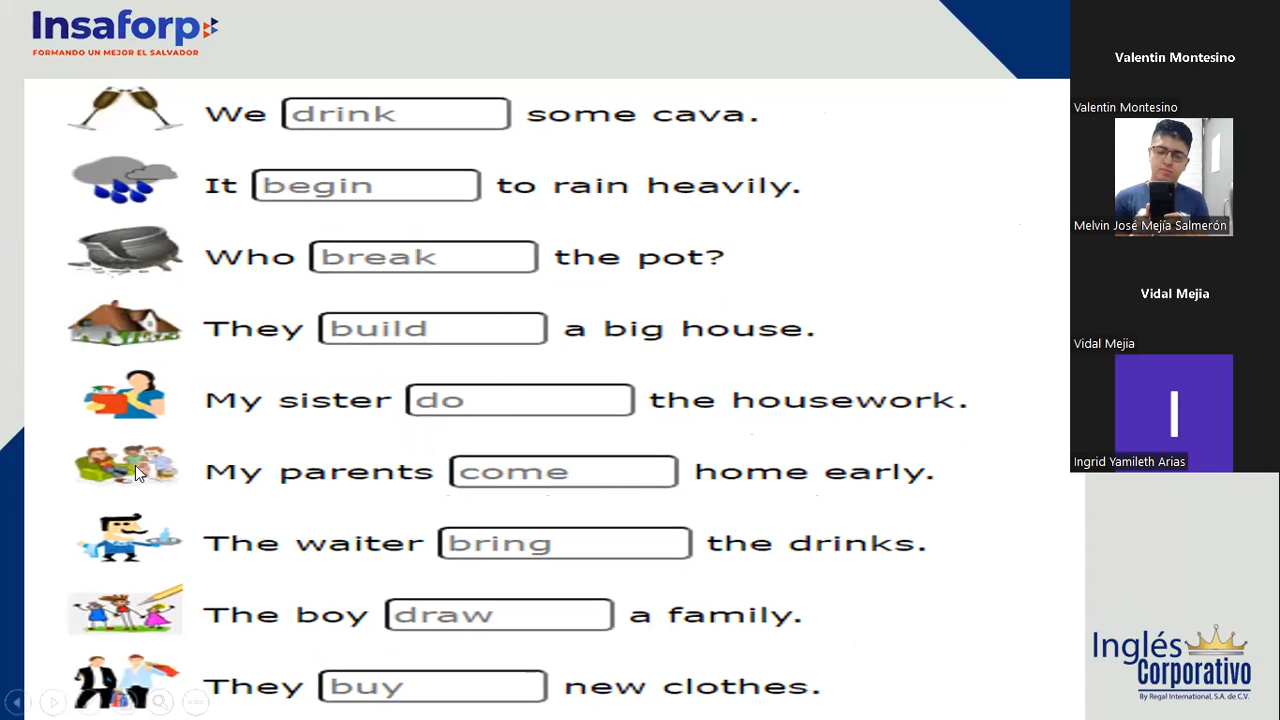 Insaforp
FORMANDO UN MEJOR EL SALVADOR
We drink some cava.
It begin to rain heavily.
Who break the pot?
They build a big house.
My sister do the housework.
My parents come home early.
The waiter bring the drinks.
The boy draw a family.
They buy new clothes.
Valentin Montesino
Valentin Montesino
Melvin José Mejía Salmerón
Vidal Mejia
Vidal Mejia
I
Ingrid Yamileth Arias
Inglés
Corporativo
By Regal International, S.A. de C.V.